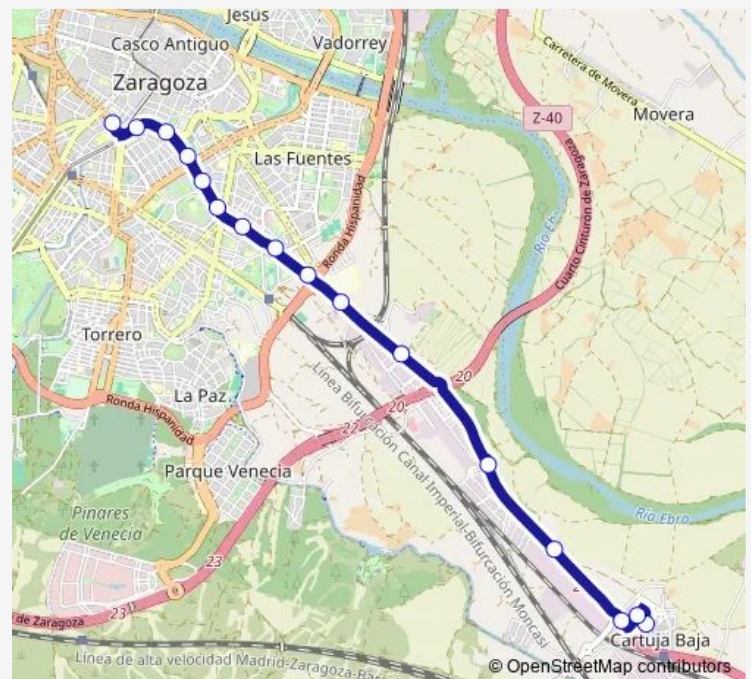 Jesús
Casco Antiguo
Vadorrey
Carretera de Movera
Zaragoza
Z-40
Movera
Las Fuentes
Ronda Hispanidad
Río Eb
Cuarto Cinturón de Zaragoza
Torrero
La Paz
Ronda Hispanidad
Línea Bifurcación Canal Imperial-Bifurcación Moncasi
20
20
22
Parque Venecia
Río Ebro
Pinares
de Venecia
23
23
de Zaragoza
Cartuja Baja
Línea de alta velocidad Madrid-Zaragoza-Bar
© OpenStreetMap contributors